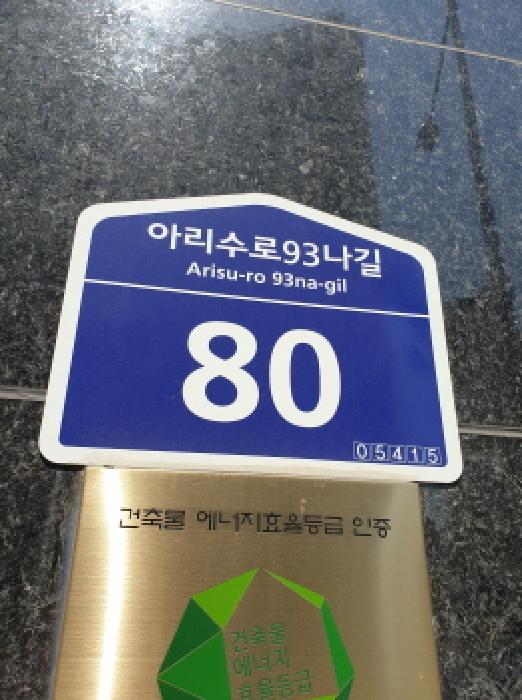 아리수로93나길
Arisu-ro 93na-gil
80
05415
건축물 에너지효율등급 인증
건축물
에너지
효율등급